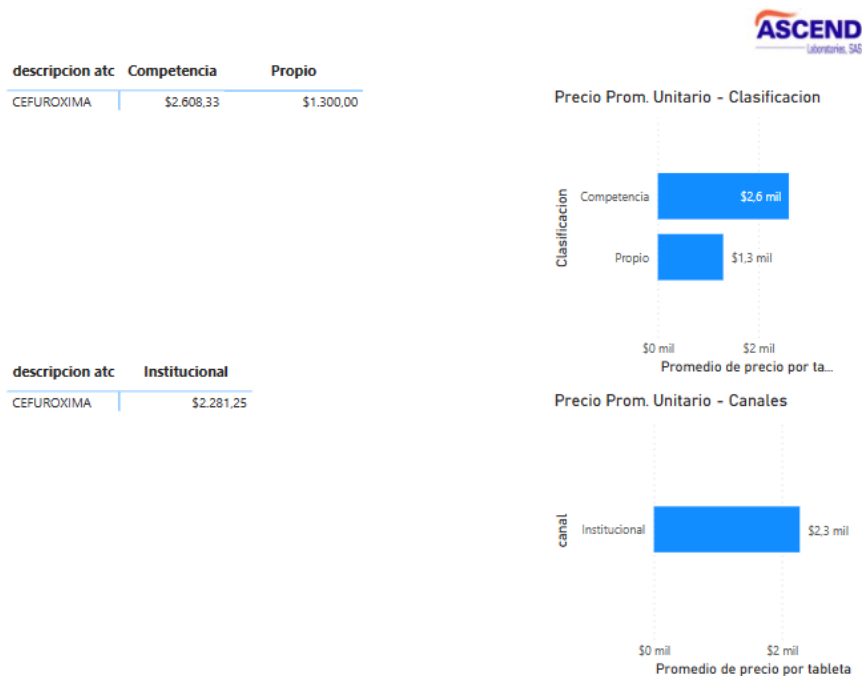 ASCEND
Laboratories, SAS
descripcion atc Competencia Propio
CEFUROXIMA $2.608,33 $1.300,00
Precio Prom. Unitario - Clasificacion
Clasificacion
Competencia $2,6 mil
Propio $1,3 mil
$0 mil $2 mil
Promedio de precio por ta...
descripcion atc Institucional
CEFUROXIMA $2.281,25
Precio Prom. Unitario - Canales
canal
Institucional $2,3 mil
$0 mil $2 mil
Promedio de precio por tableta